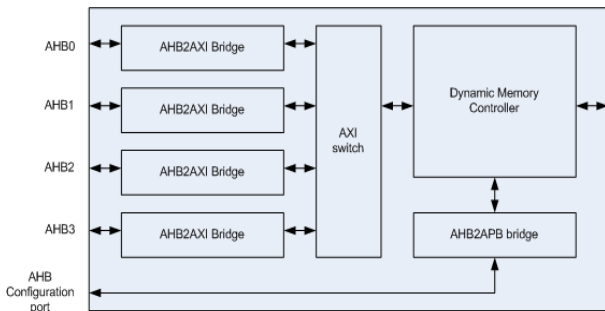 AHB0
AHB2AXI Bridge
AHB1
AHB2AXI Bridge
AHB2
AHB2AXI Bridge
AHB3
AHB2AXI Bridge
AXI
switch
Dynamic Memory
Controller
AHB2APB bridge
AHB
Configuration
port